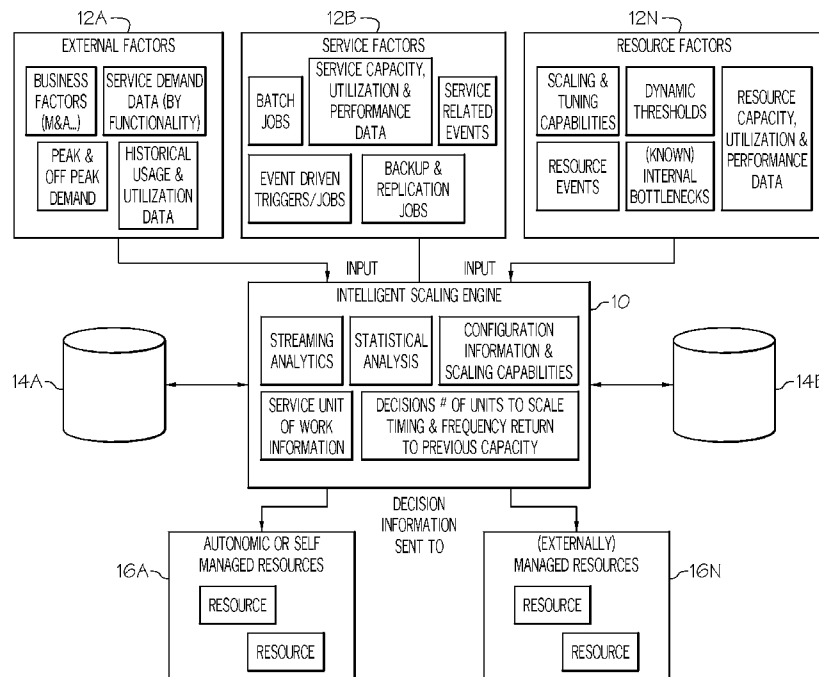 12A
12B
12N
EXTERNAL FACTORS
BUSINESS
FACTORS
(M&A...)
SERVICE DEMAND
DATA (BY
FUNCTIONALITY)
PEAK &
OFF PEAK
DEMAND
HISTORICAL
USAGE &
UTILIZATION
DATA
SERVICE FACTORS
BATCH
JOBS
SERVICE CAPACITY,
UTILIZATION &
PERFORMANCE
DATA
SERVICE
RELATED
EVENTS
EVENT DRIVEN
TRIGGERS/JOBS
BACKUP &
REPLICATION
JOBS
RESOURCE FACTORS
SCALING &
TUNING
CAPABILITIES
DYNAMIC
THRESHOLDS
RESOURCE
CAPACITY,
UTILIZATION &
PERFORMANCE
DATA
RESOURCE
EVENTS
(KNOWN)
INTERNAL
BOTTLENECKS
INPUT
INPUT
INTELLIGENT SCALING ENGINE
10
STREAMING
ANALYTICS
STATISTICAL
ANALYSIS
CONFIGURATION
INFORMATION &
SCALING CAPABILITIES
SERVICE UNIT
OF WORK
INFORMATION
DECISIONS # OF UNITS TO SCALE
TIMING & FREQUENCY RETURN
TO PREVIOUS CAPACITY
14A
DECISION
INFORMATION
SENT TO
AUTONOMIC OR SELF
MANAGED RESOURCES
16A
RESOURCE
RESOURCE
(EXTERNALLY)
MANAGED RESOURCES
16N
RESOURCE
RESOURCE